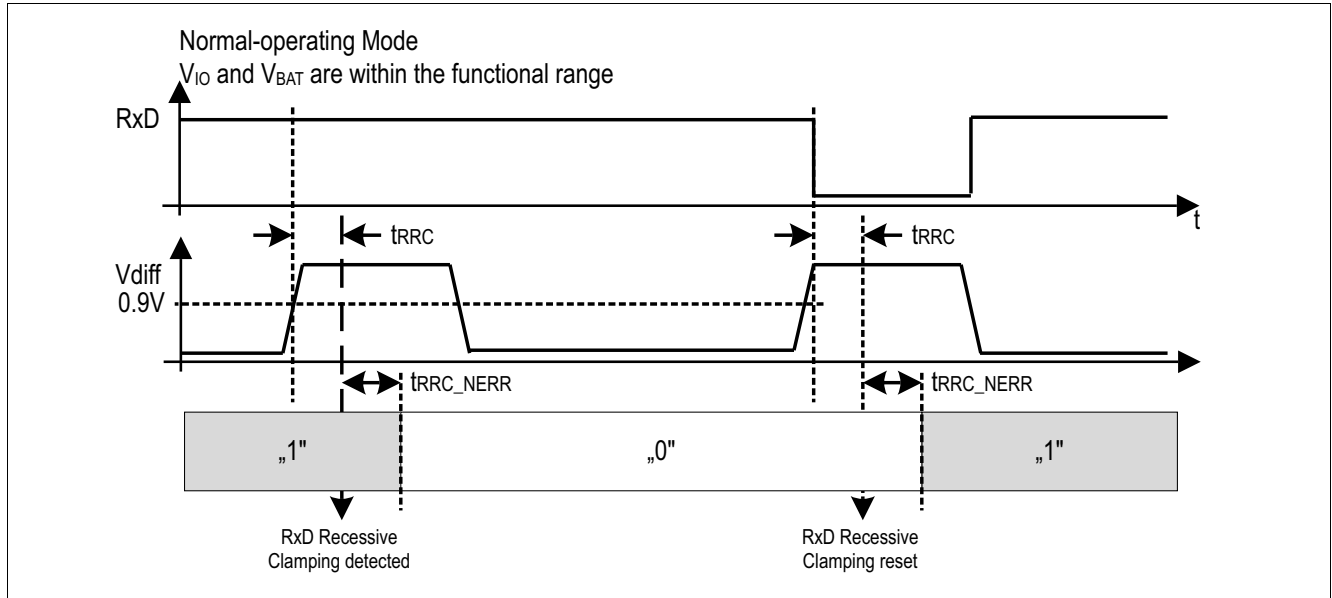 Normal-operating Mode
VIO and VBAT are within the functional range
RxD
t
tRRC
tRRC
Vdiff
0.9V
tRRC_NERR
tRRC_NERR
„1"
„0"
„1"
RxD Recessive
Clamping detected
RxD Recessive
Clamping reset